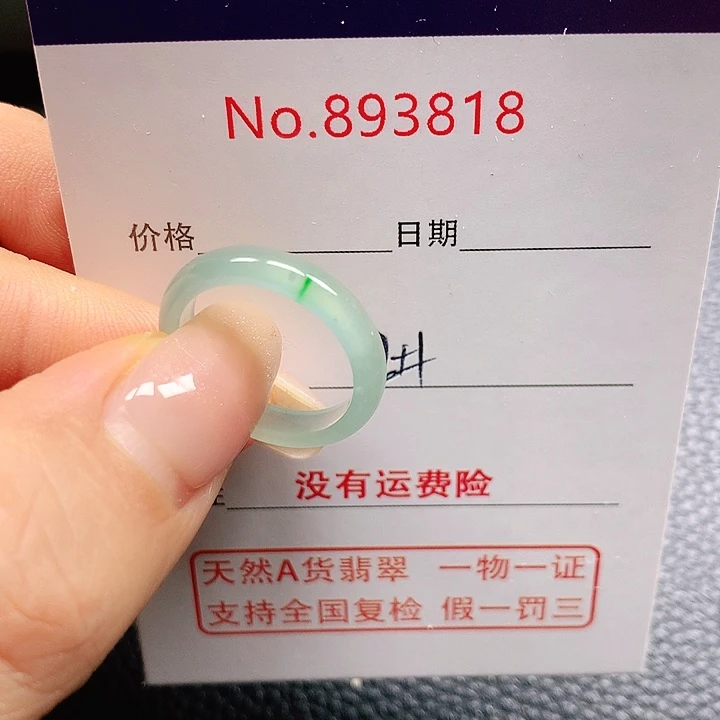 No.893818
价格 日期
#
没有运费险
天然A货翡翠 一物一证
支持全国复检 假一罚三